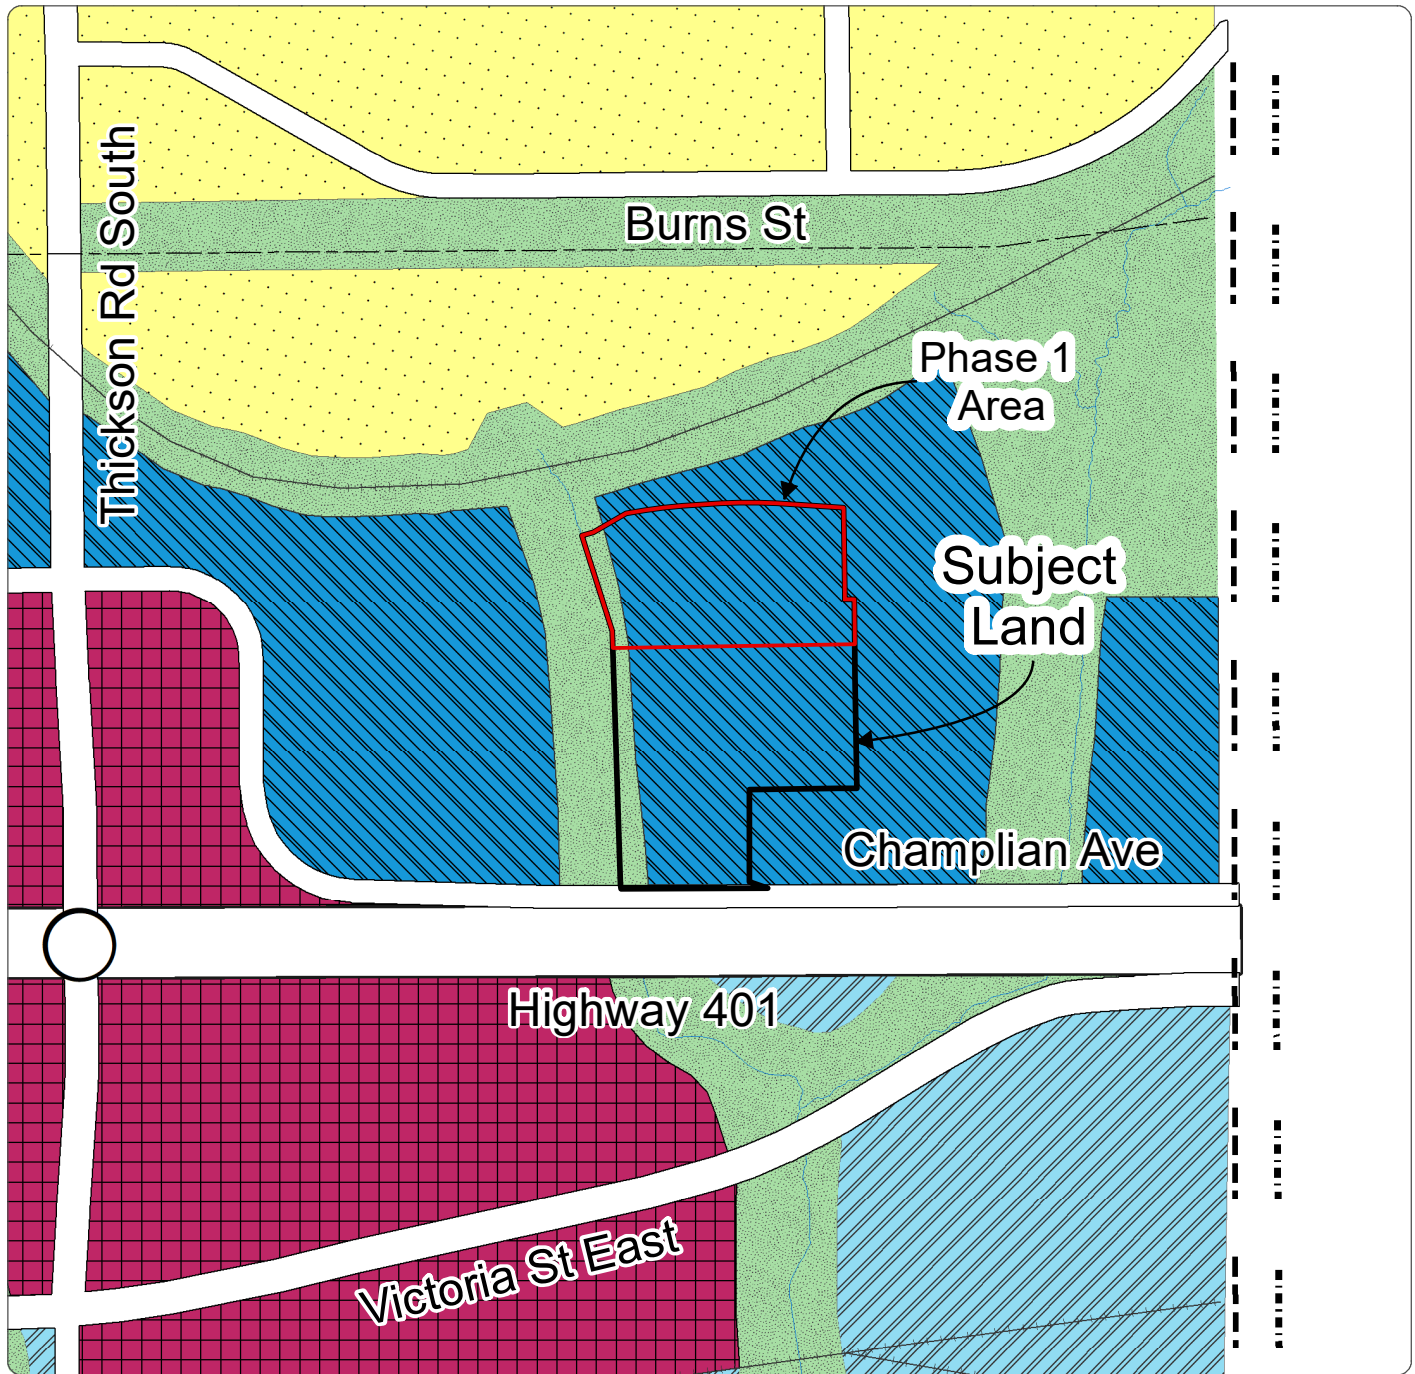 Burns St
Thickson Rd South
Phase 1
Area
Subject
Land
Champlian Ave
Highway 401
Victoria St East